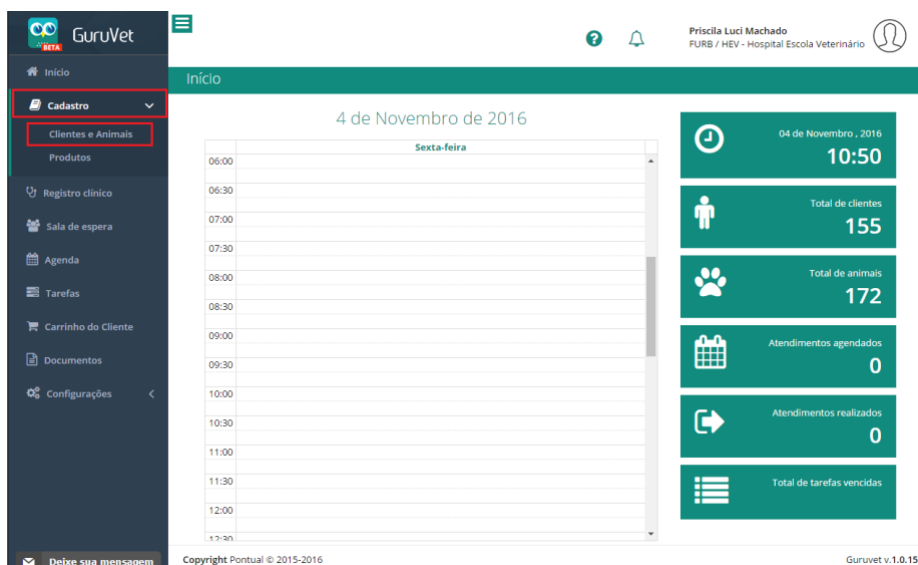 GuruVet
BETA
Priscila Luci Machado
FURB / HEV - Hospital Escola Veterinário
Início
Cadastro
Clientes e Animais
Produtos
Registro clínico
Sala de espera
Agenda
Tarefas
Carrinho do Cliente
Documentos
Configurações
Deixe sua mensagem
Início
4 de Novembro de 2016
Sexta-feira
06:00
06:30
07:00
07:30
08:00
08:30
09:00
09:30
10:00
10:30
11:00
11:30
12:00
12:30
04 de Novembro , 2016
10:50
Total de clientes
155
Total de animais
172
Atendimentos agendados
0
Atendimentos realizados
0
Total de tarefas vencidas
Copyright Pontual © 2015-2016
Guruvet v.1.0.15